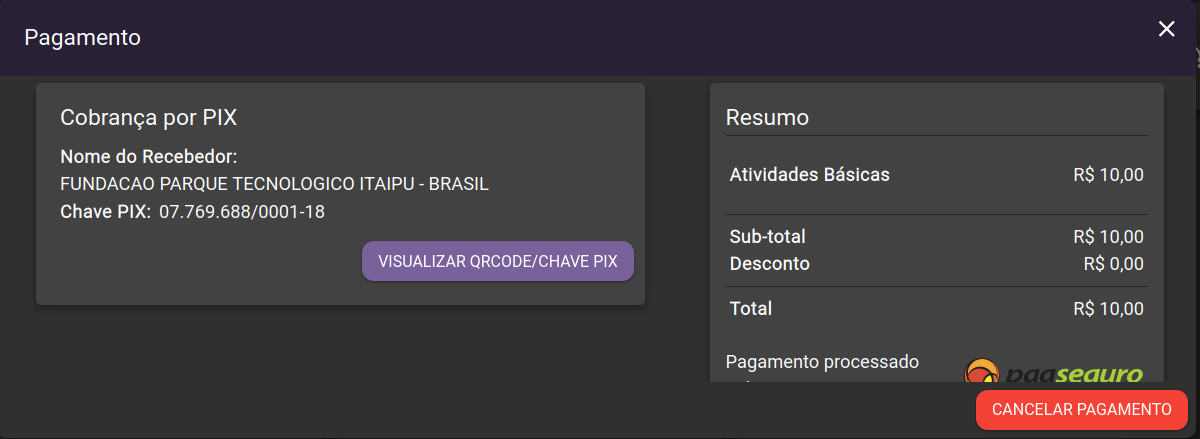 Pagamento
Cobrança por PIX
Nome do Recebedor:
FUNDACAO PARQUE TECNOLOGICO ITAIPU - BRASIL
Chave PIX: 07.769.688/0001-18
VISUALIZAR QRCODE/CHAVE PIX
Resumo
Atividades Básicas R$ 10,00
Sub-total R$ 10,00
Desconto R$ 0,00
Total R$ 10,00
Pagamento processado
pagseguro
CANCELAR PAGAMENTO